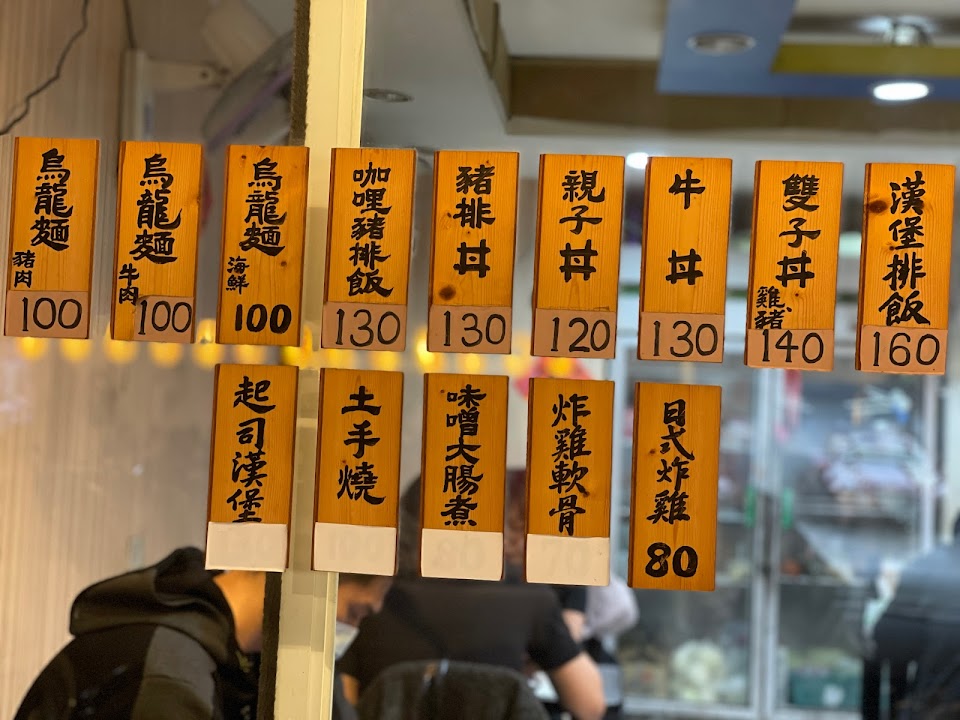 烏龍麵
豬肉
100
烏龍麵
牛肉
100
烏龍麵
海鮮
100
咖哩豬排飯
130
豬排丼
130
親子丼
120
牛丼
130
雙子丼
雞、豬
140
漢堡排飯
160
起司漢堡
土手燒
味噌大腸煮
炸雞軟骨
日式炸雞
80